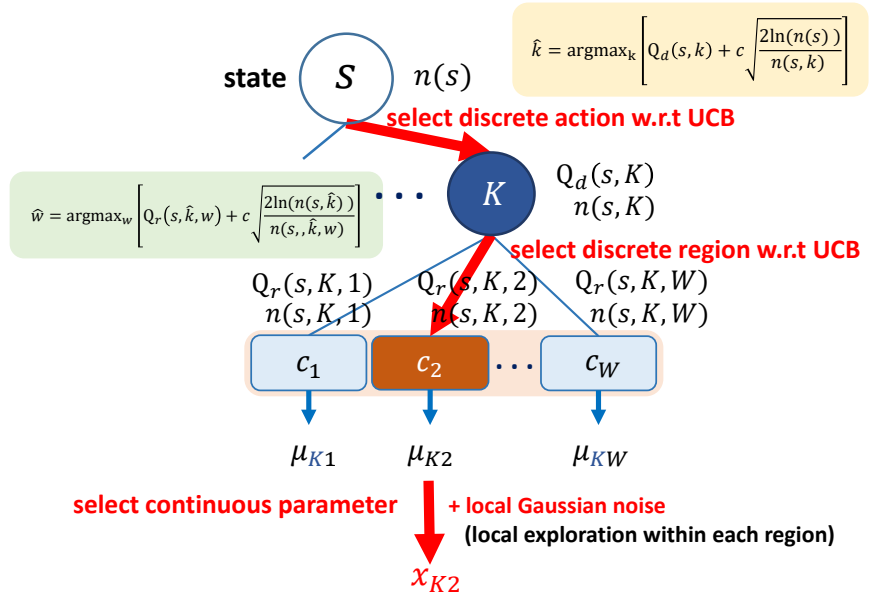 k̂ = argmax_k [Q_d(s, k) + c √(2ln(n(s) ) / n(s, k))]
state S n(s)
select discrete action w.r.t UCB
ŵ = argmax_w [Q_r(s, k̂, w) + c √(2ln(n(s, k̂) ) / n(s, , k̂, w))]
· · · K Q_d(s, K)
n(s, K)
select discrete region w.r.t UCB
Q_r(s, K, 1) Q_r(s, K, 2) Q_r(s, K, W)
n(s, K, 1) n(s, K, 2) n(s, K, W)
c_1 c_2 · · · c_W
μ_K1 μ_K2 μ_KW
select continuous parameter + local Gaussian noise
(local exploration within each region)
x_K2